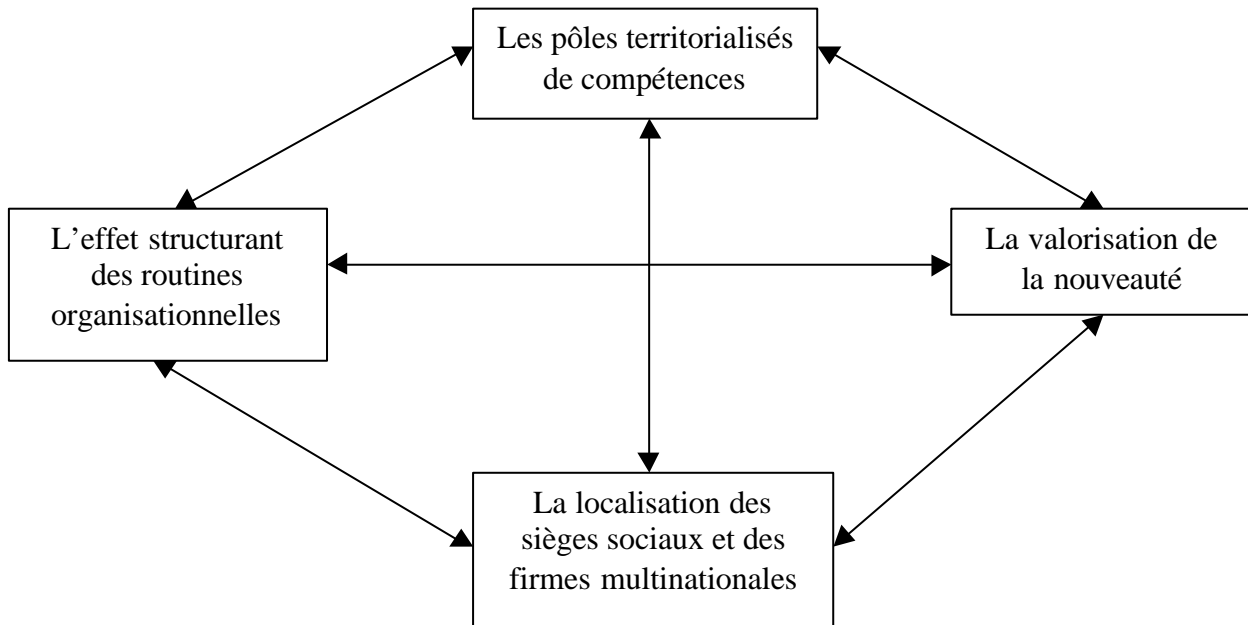 Les pôles territorialisés
de compétences
L'effet structurant
des routines
organisationnelles
La valorisation de
la nouveauté
La localisation des
sièges sociaux et des
firmes multinationales